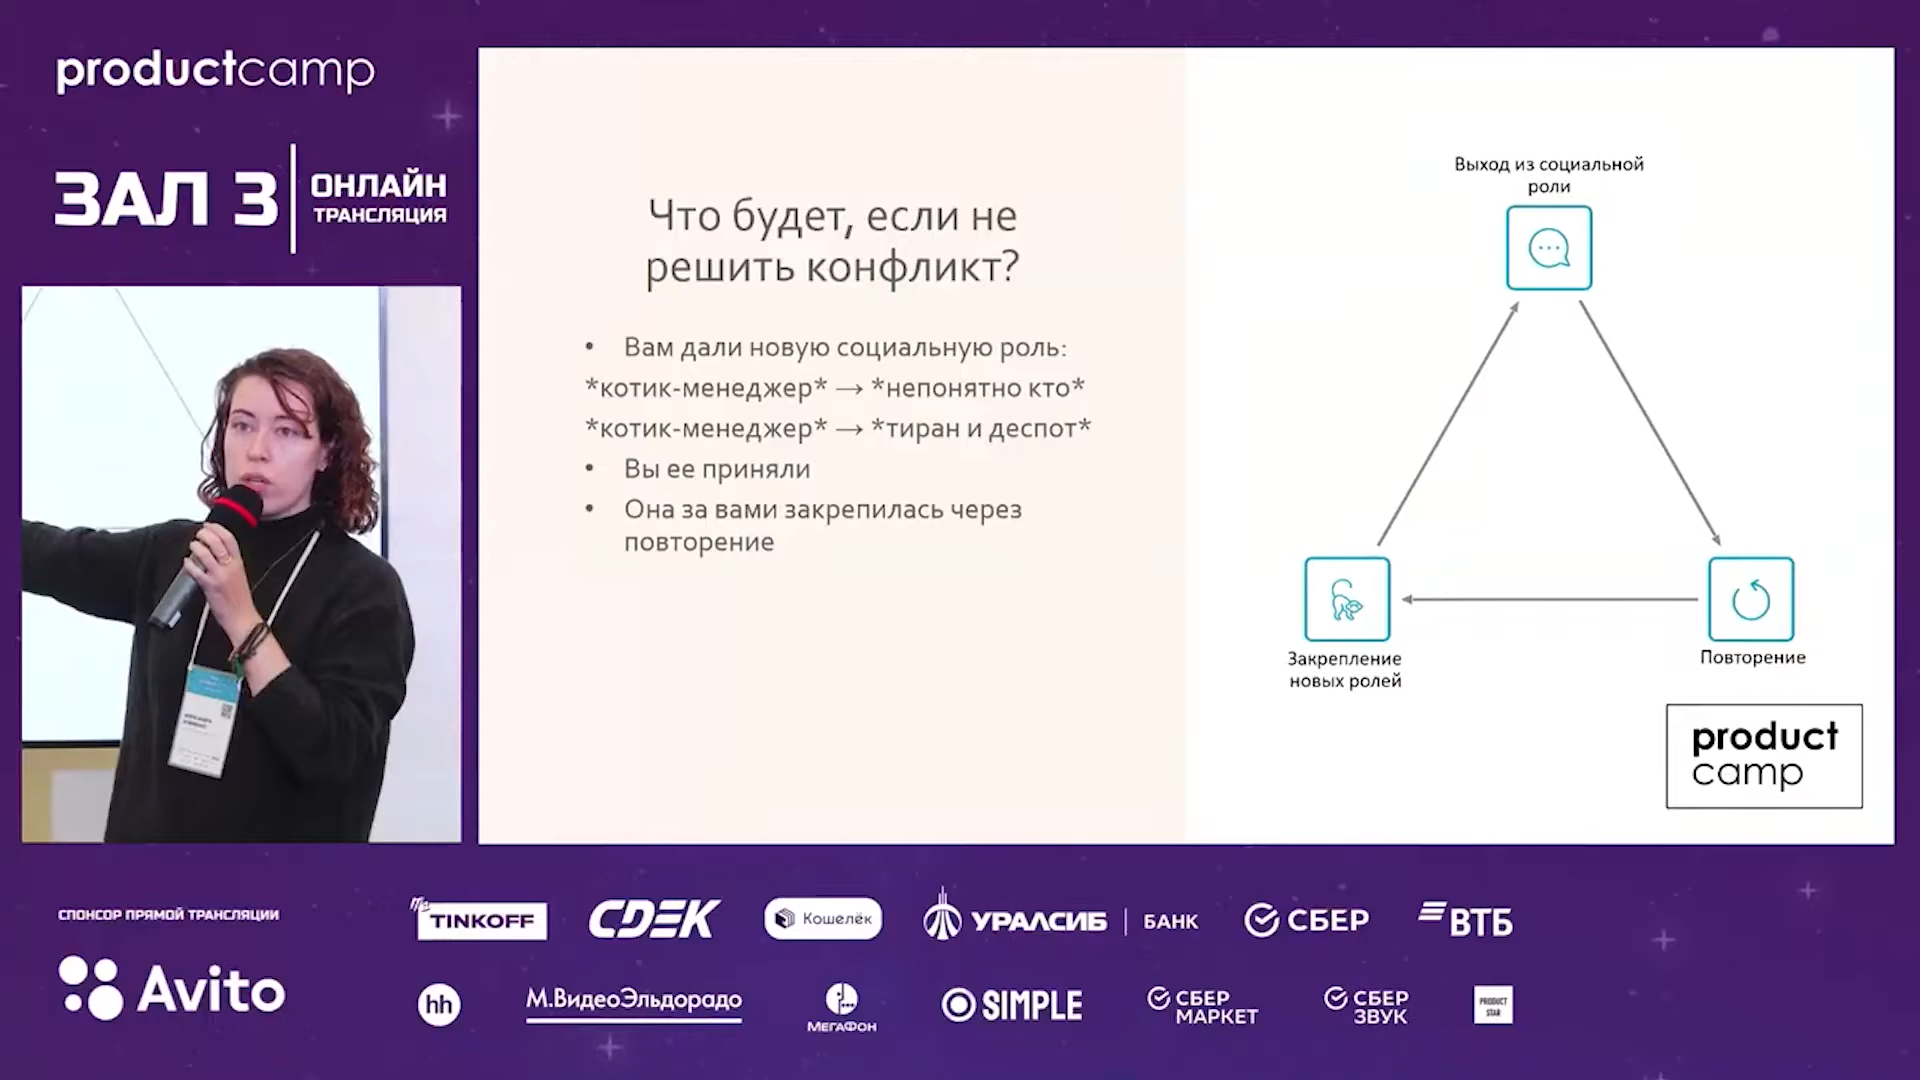 productcamp
ЗАЛ 3
ОНЛАЙН
ТРАНСЛЯЦИЯ
Что будет, если не
решить конфликт?
• Вам дали новую социальную роль:
*котик-менеджер* → *непонятно кто*
*котик-менеджер* → *тиран и деспот*
• Вы ее приняли
• Она за вами закрепилась через
повторение
Выход из социальной
роли
Закрепление
новых ролей
Повторение
product
camp
СПОНСОР ПРЯМОЙ ТРАНСЛЯЦИИ
Avito
TINKOFF
CDEK
Кошелёк
УРАЛСИБ | БАНК
СБЕР
ВТБ
hh
М.ВидеоЭльдорадо
МЕГАФОН
SIMPLE
СБЕР
МАРКЕТ
СБЕР
ЗВУК
PRODUCT
STAR